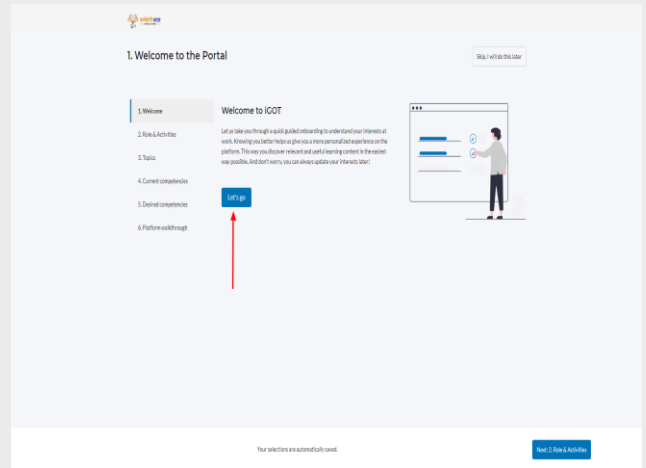 1. Welcome to the Portal
Skip, I will do this later
1. Welcome
2. Role & Activities
3. Topics
4. Current competencies
5. Desired competencies
6. Platform walkthrough
Welcome to iGOT
Let us take you through a quick guided onboarding to understand your interests at
work. Knowing you better helps us give you a more personalized experience on the
platform. This way you discover relevant and useful learning content in the easiest
way possible. And don't worry, you can always update your interests later!
Let's go
Your selections are automatically saved.
Next: 2. Role & Activities